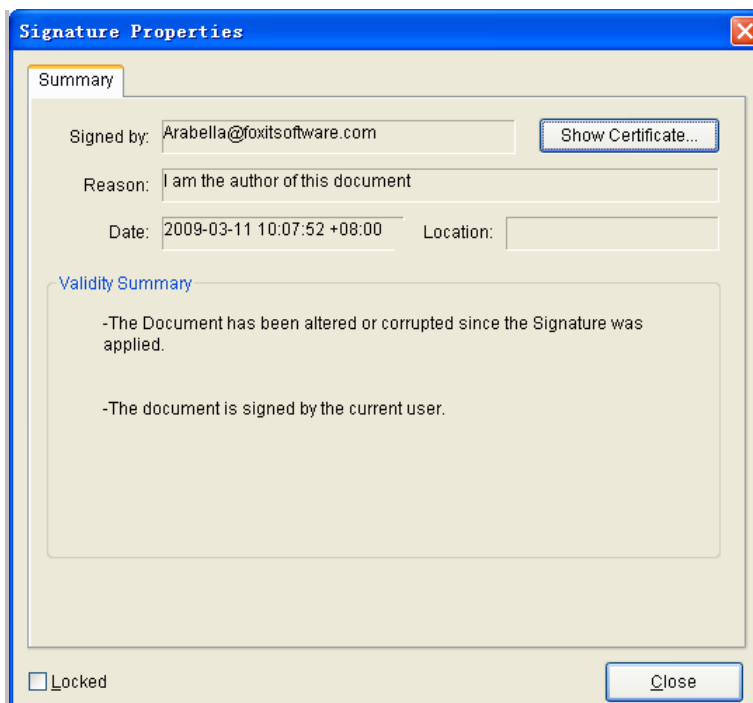 Signature Properties
Summary
Signed by: Arabella@foxitsoftware.com Show Certificate...
Reason: I am the author of this document
Date: 2009-03-11 10:07:52 +08:00 Location:
Validity Summary
-The Document has been altered or corrupted since the Signature was
applied.
-The document is signed by the current user.
Locked Close